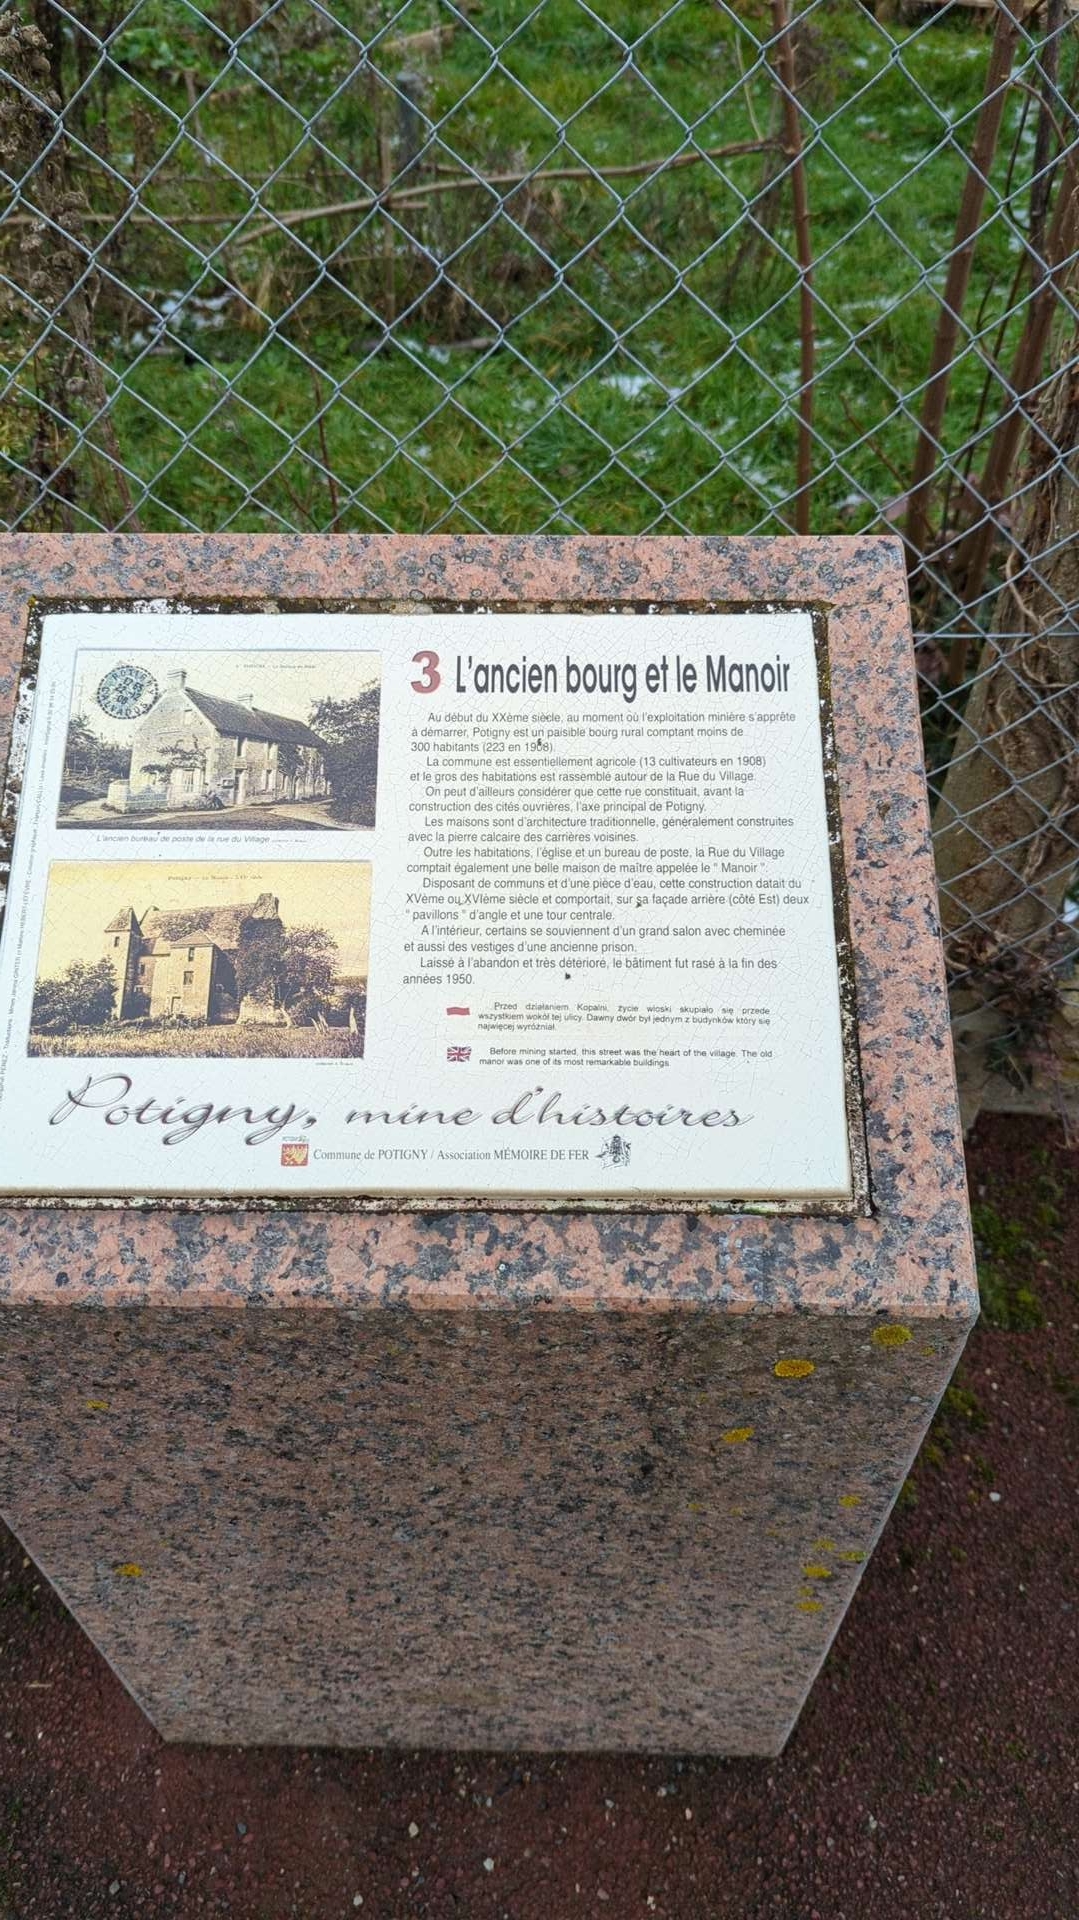 3 L'ancien bourg et le Manoir
Au début du XXème siècle, au moment où l'exploitation minière s'apprête
à démarrer, Potigny est un paisible bourg rural comptant moins de
300 habitants (223 en 1908).
La commune est essentiellement agricole (13 cultivateurs en 1908)
et le gros des habitations est rassemblé autour de la Rue du Village.
On peut d'ailleurs considérer que cette rue constituait, avant la
construction des cités ouvrières, l'axe principal de Potigny.
Les maisons sont d'architecture traditionnelle, généralement construites
avec la pierre calcaire des carrières voisines.
Outre les habitations, l'église et un bureau de poste, la Rue du Village
comptait également une belle maison de maître appelée le " Manoir ".
Disposant de communs et d'une pièce d'eau, cette construction datait du
XVème ou XVIème siècle et comportait, sur sa façade arrière (côté Est) deux
" pavillons " d'angle et une tour centrale.
A l'intérieur, certains se souviennent d'un grand salon avec cheminée
et aussi des vestiges d'une ancienne prison.
Laissé à l'abandon et très détérioré, le bâtiment fut rasé à la fin des
années 1950.
L'ancien bureau de poste de la rue du Village
Przed działaniem Kopalni, życie wioski skupiało się przede
wszystkiem wokół tej ulicy. Dawny dwór był jednym z budynków który się
najwięcej wyróżniał.
Before mining started, this street was the heart of the village. The old
manor was one of its most remarkable buildings.
Potigny, mine d'histoires
Commune de POTIGNY / Association MÉMOIRE DE FER